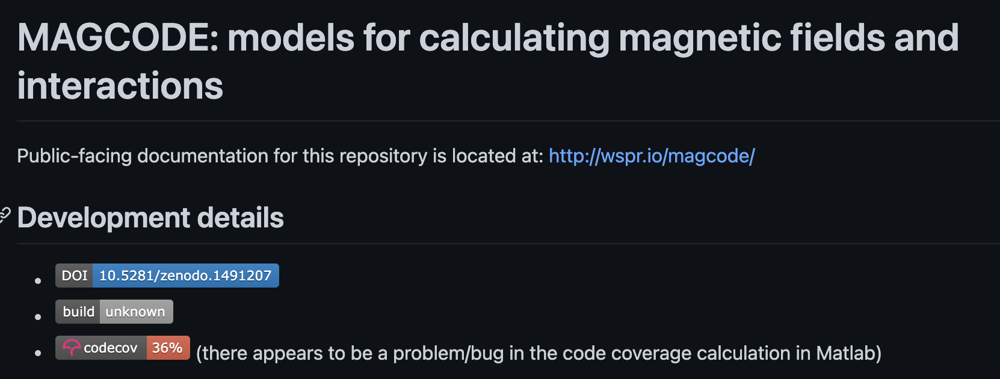 MAGCODE: models for calculating magnetic fields and
interactions
Public-facing documentation for this repository is located at: http://wspr.io/magcode/
Development details
DOI 10.5281/zenodo.1491207
build unknown
codecov 36% (there appears to be a problem/bug in the code coverage calculation in Matlab)